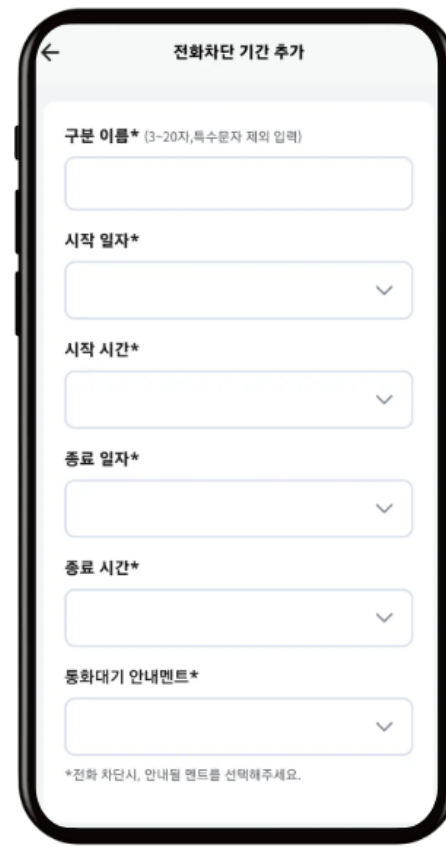 전화차단 기간 추가
구분 이름* (3~20자,특수문자 제외 입력)
시작 일자*
시작 시간*
종료 일자*
종료 시간*
통화대기 안내멘트*
*전화 차단시, 안내될 멘트를 선택해주세요.